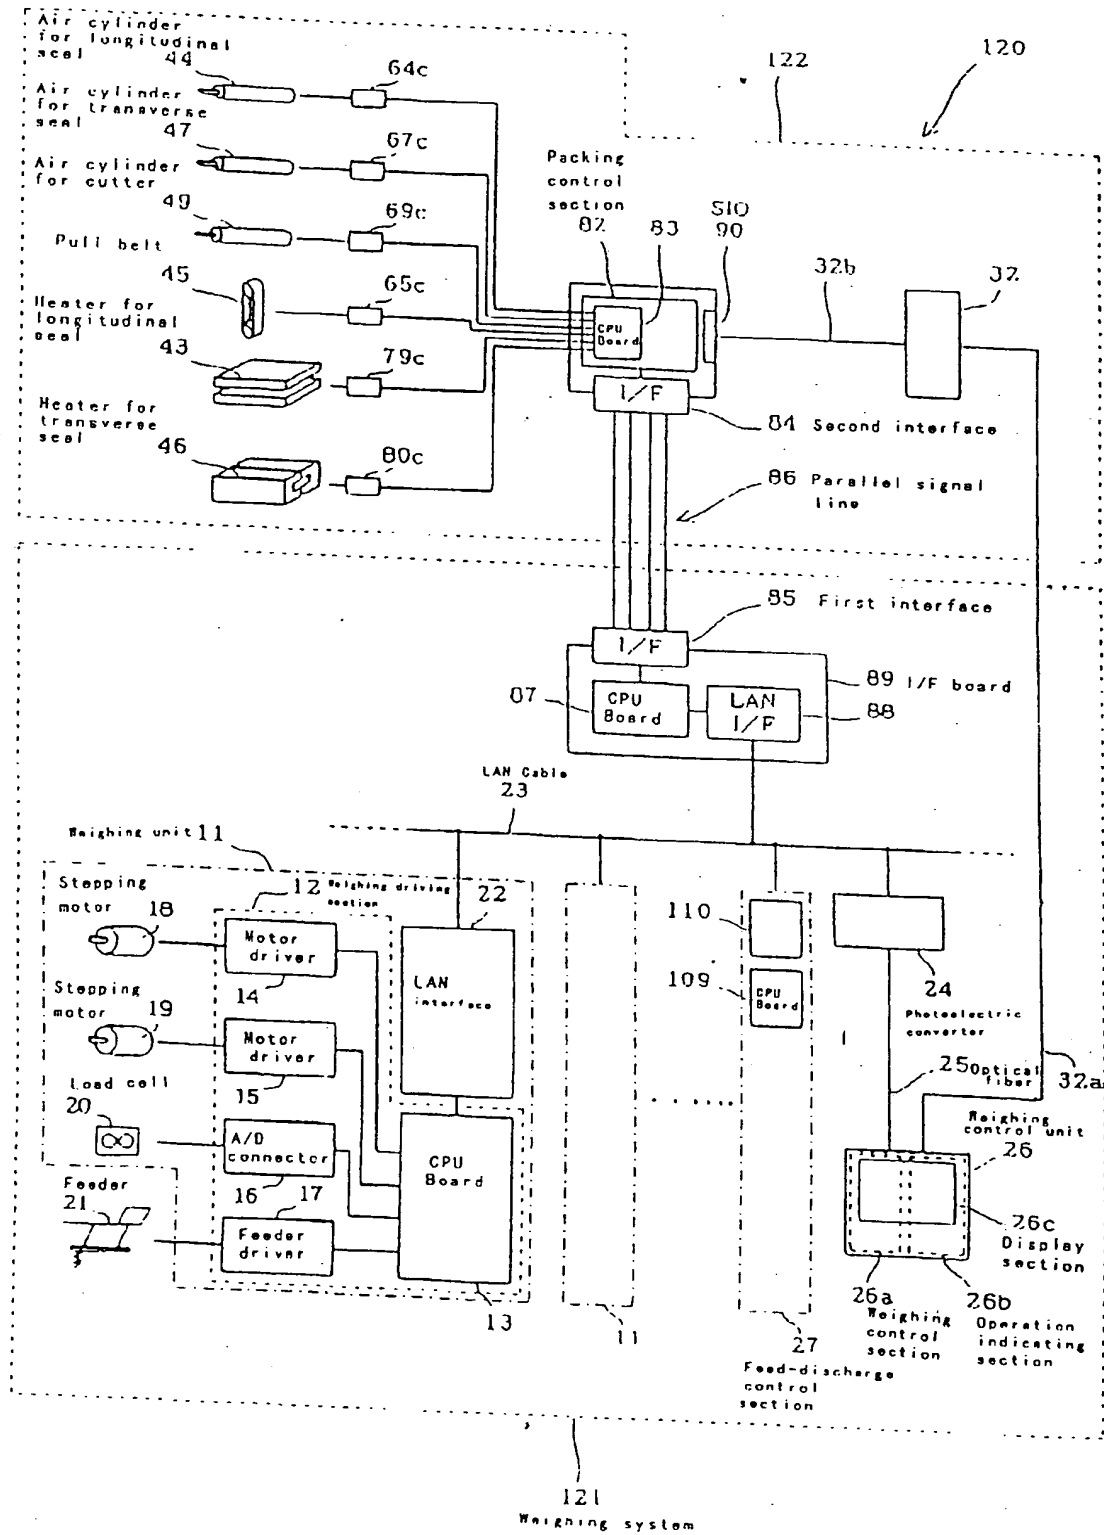 Air cylinder
for longitudinal
seal
44
64c
122
120
Air cylinder
for transverse
seal
47
67c
Packing
control
section
82
83
SIO
90
Air cylinder
for cutter
49
69c
32b
32
Pull belt
45
65c
CPU
Board
Heater for
longitudinal
seal
43
79c
I/F
84 Second interface
Heater for
transverse
seal
46
80c
86 Parallel signal
line
85 First interface
I/F
89 I/F board
87
CPU
Board
LAN
I/F
88
LAN Cable
23
Weighing unit 11
Stepping
motor
18
12 Weighing driving
section
22
Motor
driver
14
LAN
interface
110
109
CPU
Board
24
Photoelectric
converter
Stepping
motor
19
Motor
driver
15
25 Optical
fiber
32a
Load cell
20
A/D
connector
16
CPU
Board
Weighing
control unit
26
Feeder
21
17
Feeder
driver
13
11
27
Feed-discharge
control
section
26c
Display
section
26a
Weighing
control
section
26b
Operation
indicating
section
121
Weighing system